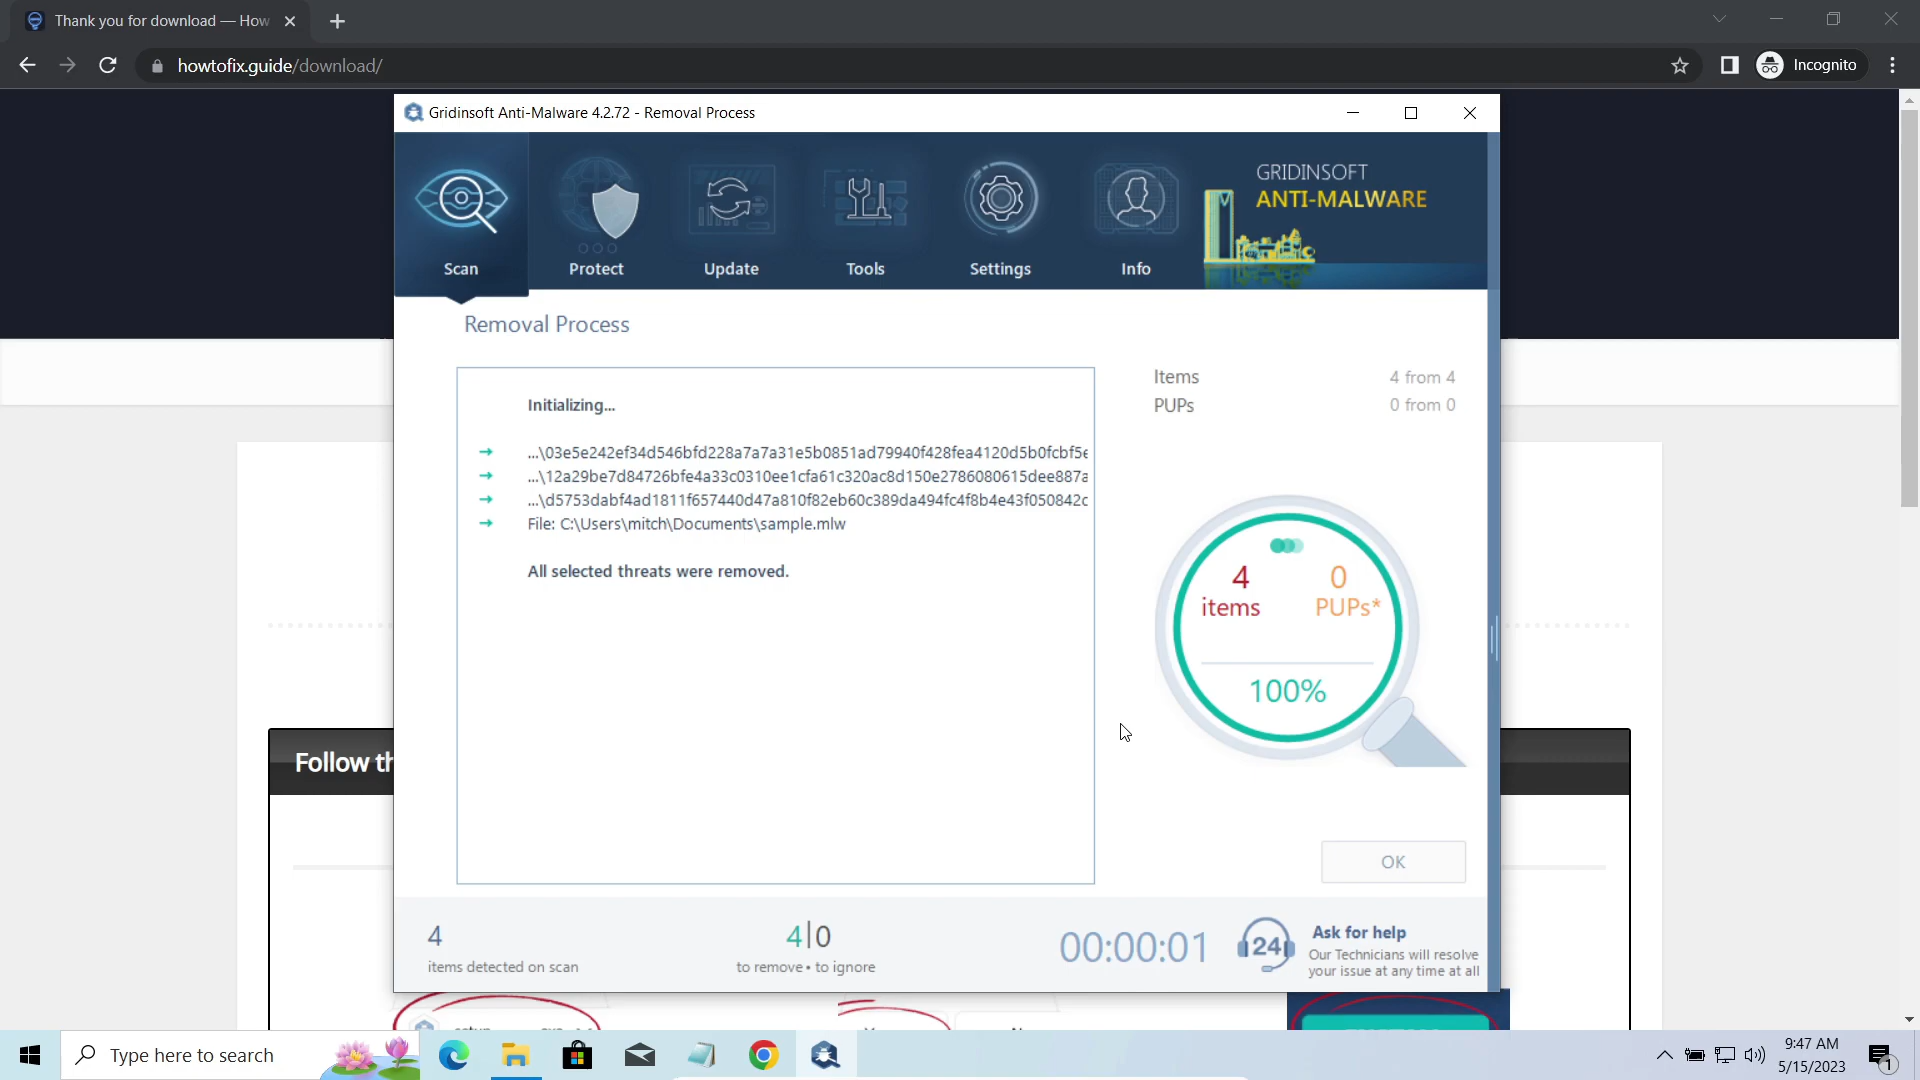 Thank you for download — How
howtofix.guide/download/
Incognito
Gridinsoft Anti-Malware 4.2.72 - Removal Process
GRIDINSOFT
ANTI-MALWARE
Scan
Protect
Update
Tools
Settings
Info
Removal Process
Initializing...
...\03e5e242ef34d546bfd228a7a7a31e5b0851ad79940f428fea4120d5b0fcbf5e
...\12a29be7d84726bfe4a33c0310ee1cfa61c320ac8d150e2786080615dee887a
...\d5753dabf4ad1811f657440d47a810f82eb60c389da494fc4f8b4e43f050842c
File: C:\Users\mitch\Documents\sample.mlw
All selected threats were removed.
Items 4 from 4
PUPs 0 from 0
4 0
items PUPs*
100%
OK
Follow th
4
items detected on scan
4|0
to remove • to ignore
00:00:01
24
Ask for help
Our Technicians will resolve
your issue at any time at all
Type here to search
9:47 AM
5/15/2023
1